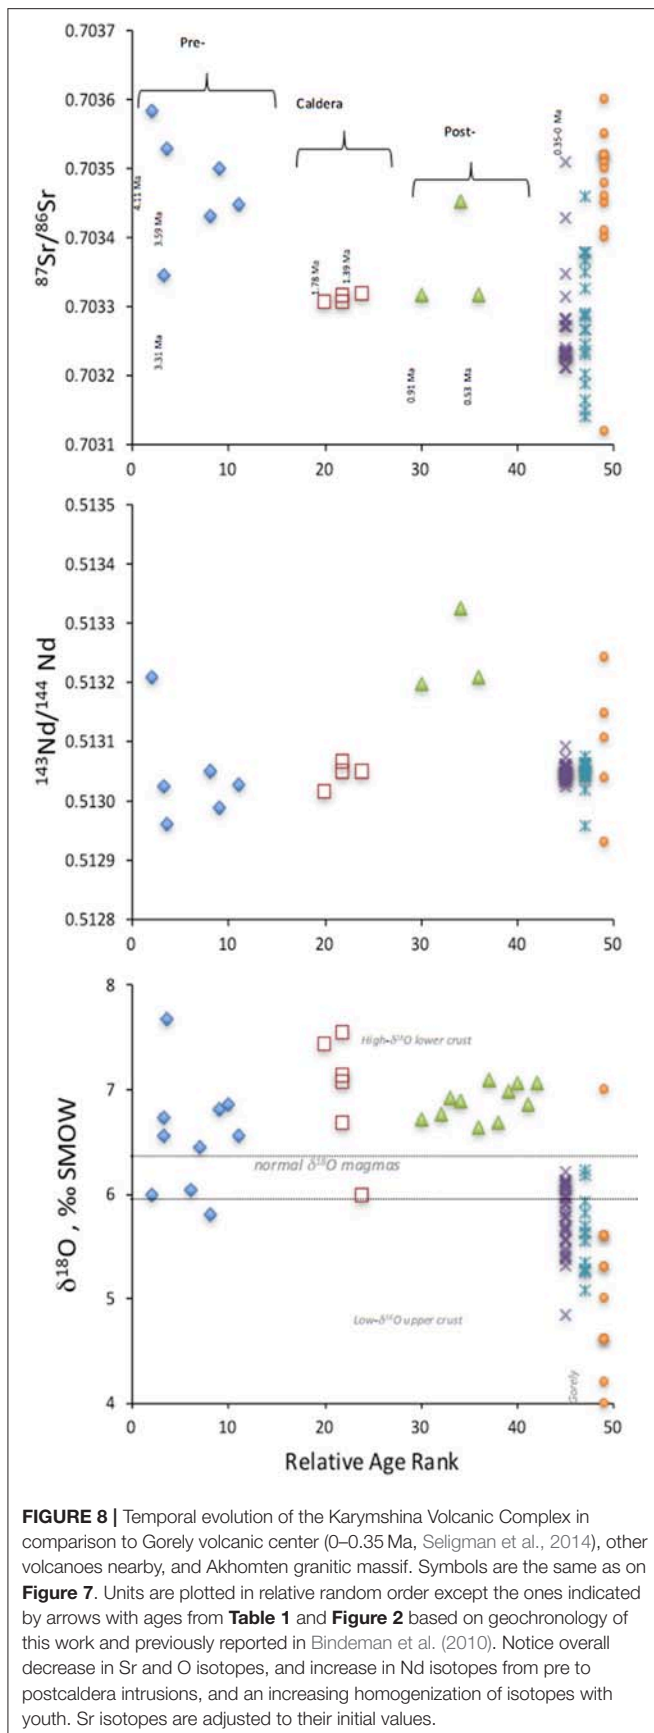 0.7037
0.7036
0.7035
0.7034
0.7033
0.7032
0.7031
87Sr/86Sr
Pre-
Caldera
Post-
4.11 Ma
3.59 Ma
3.31 Ma
1.78 Ma
1.39 Ma
0.91 Ma
0.53 Ma
0.35-0 Ma
0 10 20 30 40 50
0.5135
0.5134
0.5133
0.5132
0.5131
0.5130
0.5129
0.5128
143Nd/144 Nd
0 10 20 30 40 50
8
7
6
5
4
δ18O , ‰ SMOW
High-δ18O lower crust
normal δ18O magmas
Low-δ18O upper crust
Gorely
0 10 20 30 40 50
Relative Age Rank
FIGURE 8 | Temporal evolution of the Karymshina Volcanic Complex in
comparison to Gorely volcanic center (0–0.35 Ma, Seligman et al., 2014), other
volcanoes nearby, and Akhomten granitic massif. Symbols are the same as on
Figure 7. Units are plotted in relative random order except the ones indicated
by arrows with ages from Table 1 and Figure 2 based on geochronology of
this work and previously reported in Bindeman et al. (2010). Notice overall
decrease in Sr and O isotopes, and increase in Nd isotopes from pre to
postcaldera intrusions, and an increasing homogenization of isotopes with
youth. Sr isotopes are adjusted to their initial values.